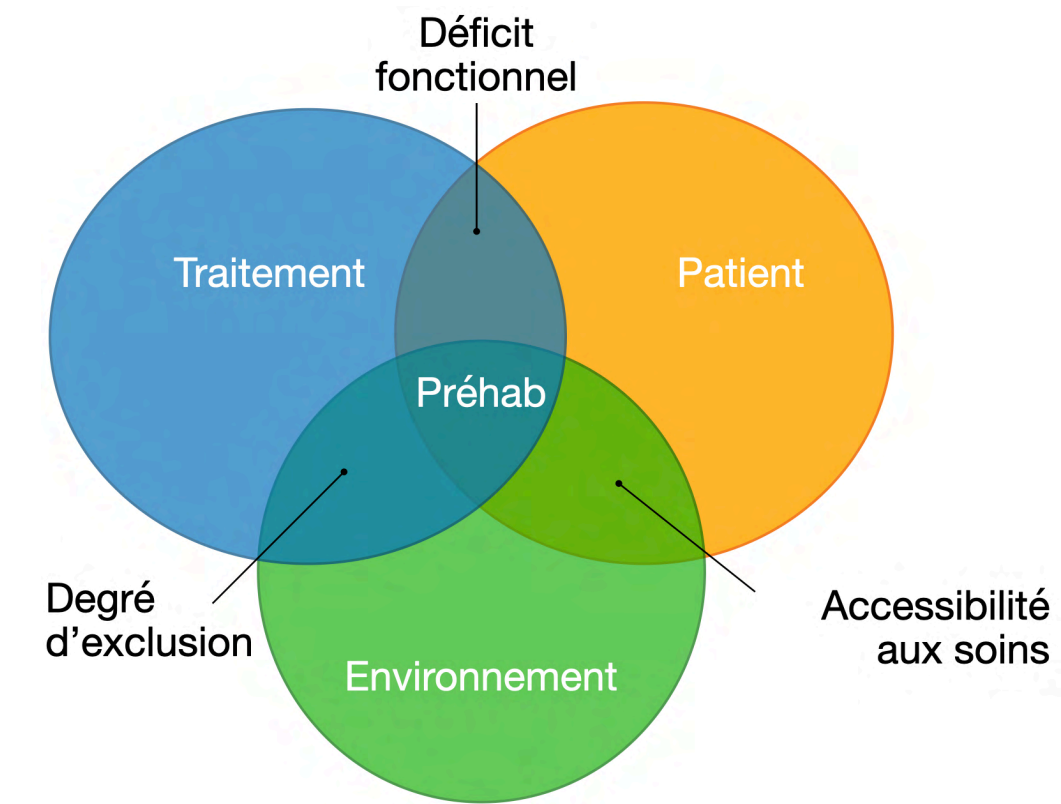 Déficit
fonctionnel
Traitement
Patient
Préhab
Degré
d’exclusion
Accessibilité
aux soins
Environnement